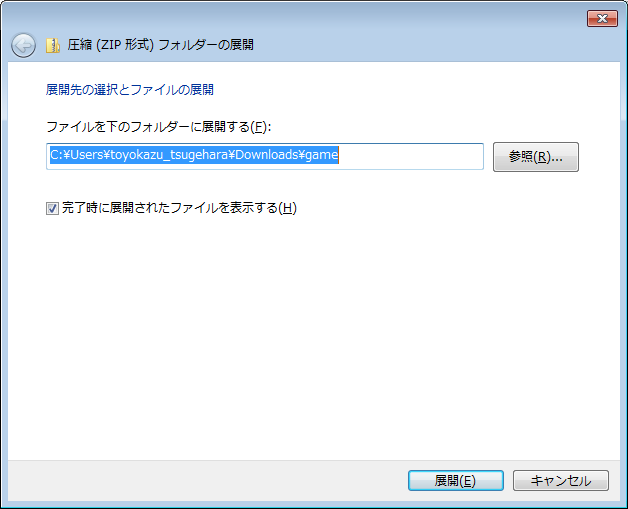 圧縮 (ZIP 形式) フォルダーの展開
展開先の選択とファイルの展開
ファイルを下のフォルダーに展開する(F):
C:¥Users¥toyokazu_tsugehara¥Downloads¥game
参照(R)...
完了時に展開されたファイルを表示する(H)
展開(E)
キャンセル